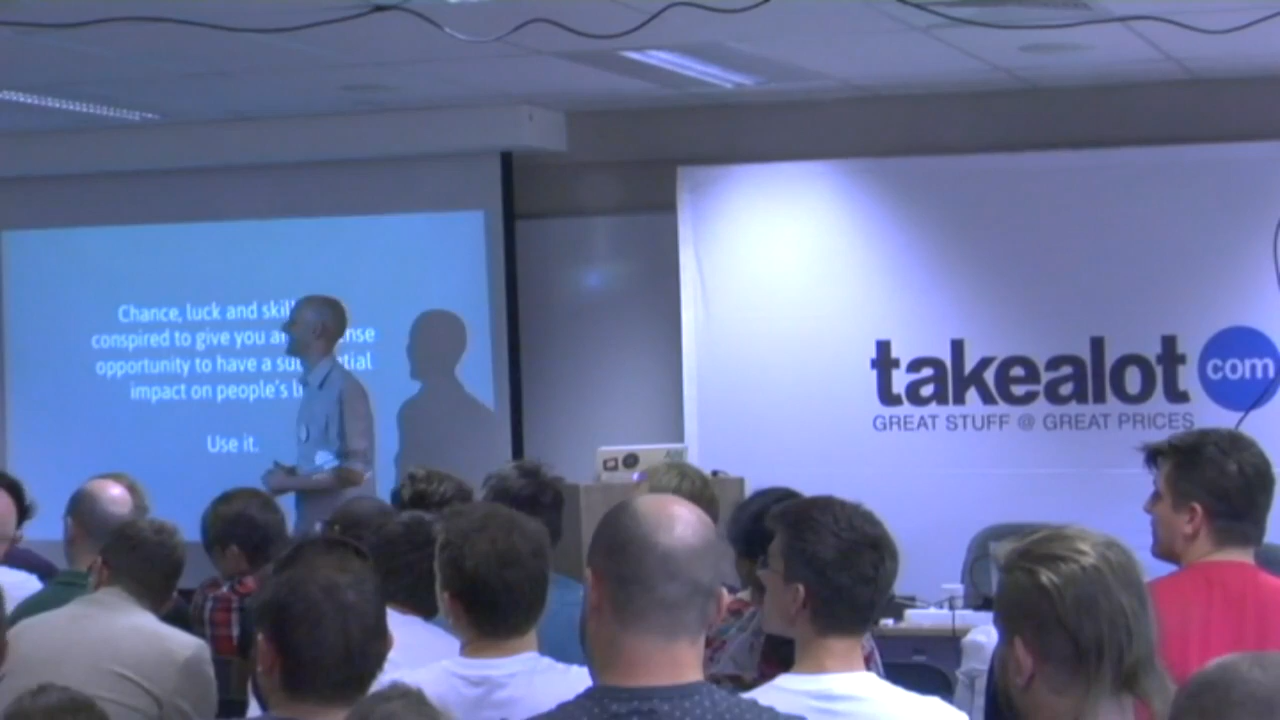 Chance, luck and skill
conspired to give you an
opportunity to have a
impact on people's
Use it.
takealot
com
GREAT STUFF @ GREAT PRICES